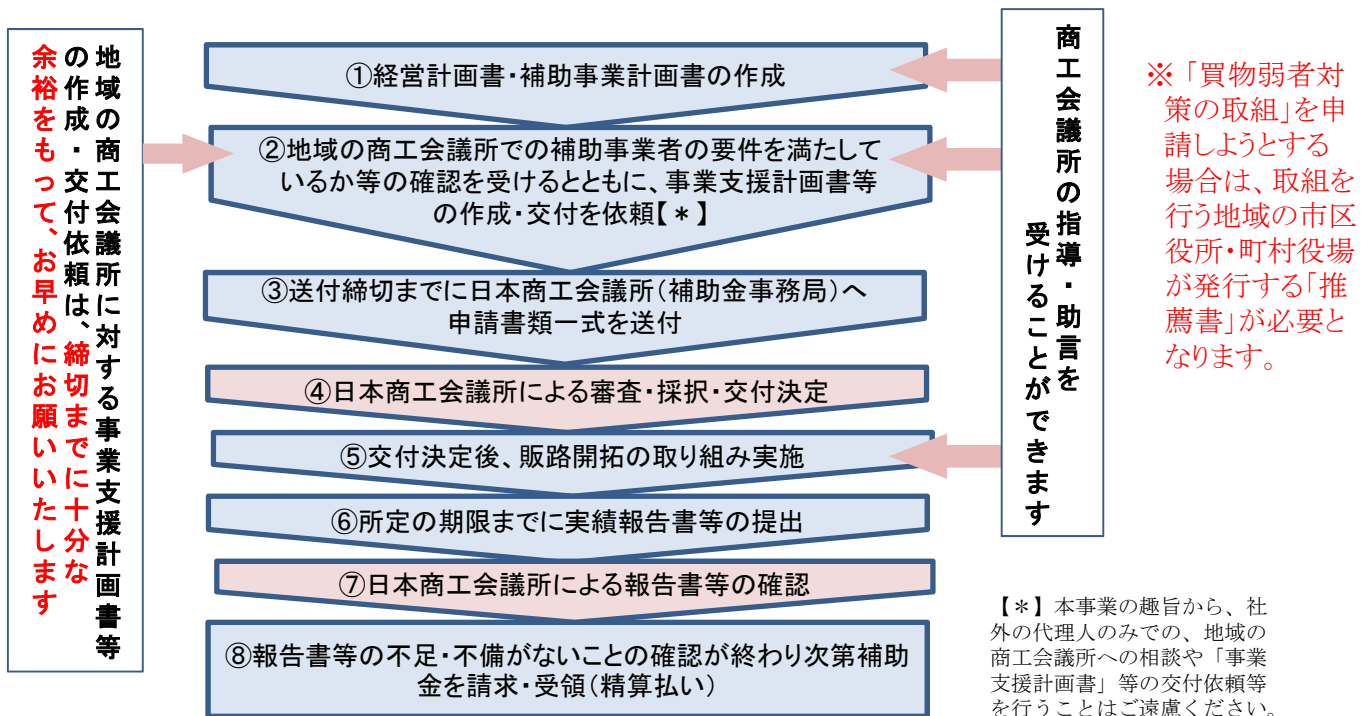 地域の商工会議所に対する事業支援計画書等
の作成・交付依頼は、締切までに十分な
余裕をもって、お早めにお願いいたします
①経営計画書・補助事業計画書の作成
②地域の商工会議所での補助事業者の要件を満たして
いるか等の確認を受けるとともに、事業支援計画書等
の作成・交付を依頼【＊】
③送付締切までに日本商工会議所（補助金事務局）へ
申請書類一式を送付
④日本商工会議所による審査・採択・交付決定
⑤交付決定後、販路開拓の取り組み実施
⑥所定の期限までに実績報告書等の提出
⑦日本商工会議所による報告書等の確認
⑧報告書等の不足・不備がないことの確認が終わり次第補助
金を請求・受領（精算払い）
商工会議所の指導・助言を
受けることができます
※「買物弱者対
策の取組」を申
請しようとする
場合は、取組を
行う地域の市区
役所・町村役場
が発行する「推
薦書」が必要と
なります。
【＊】本事業の趣旨から、社
外の代理人のみでの、地域の
商工会議所への相談や「事業
支援計画書」等の交付依頼等
を行うことはご遠慮ください。